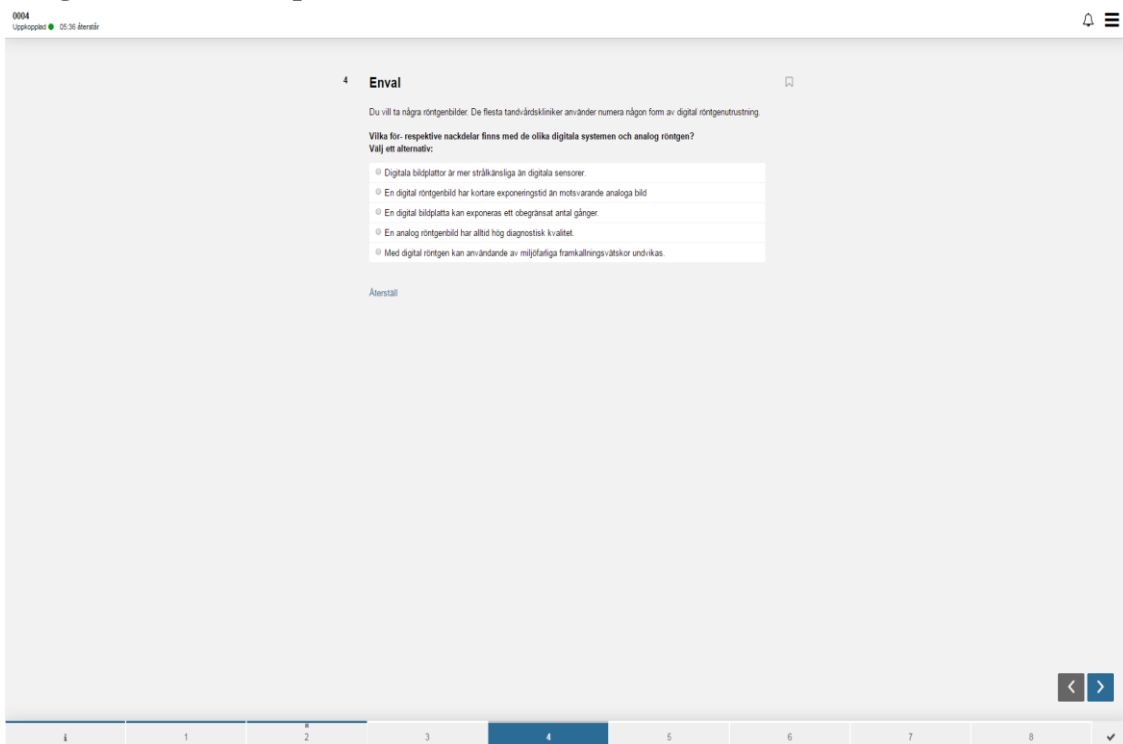 0004
Uppkopplad 05:36 återstår
4 Enval
Du vill ta några röntgenbilder. De flesta tandvårdskliniker använder numera någon form av digital röntgenutrustning.
Vilka för- respektive nackdelar finns med de olika digitala systemen och analog röntgen?
Välj ett alternativ:
Digitala bildplattor är mer strålkänsliga än digitala sensorer.
En digital röntgenbild har kortare exponeringstid än motsvarande analoga bild
En digital bildplatta kan exponeras ett obegränsat antal gånger.
En analog röntgenbild har alltid hög diagnostisk kvalitet.
Med digital röntgen kan användande av miljöfarliga framkallningsvätskor undvikas.
Återställ
i 1 2 3 4 5 6 7 8